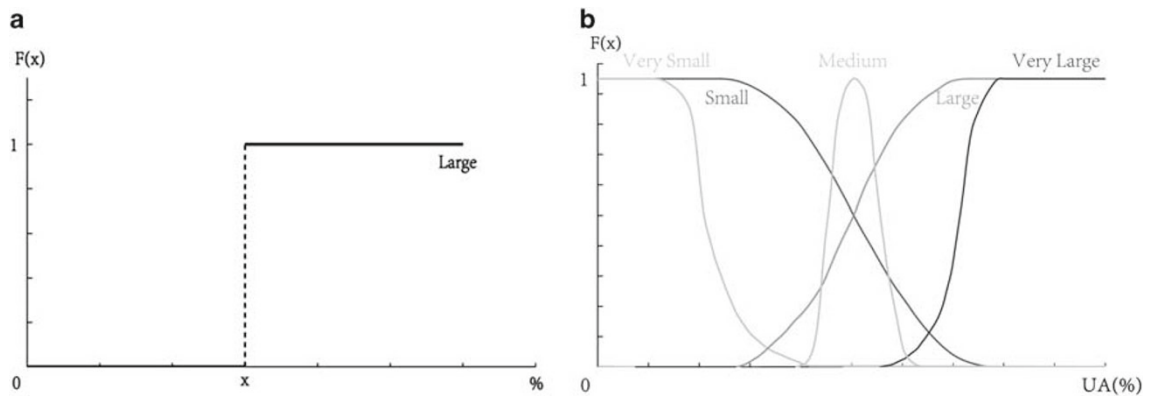 a
F(x)
1
Large
0
x
%
b
F(x)
Very Small
Medium
Very Large
1
Small
Large
0
UA(%)